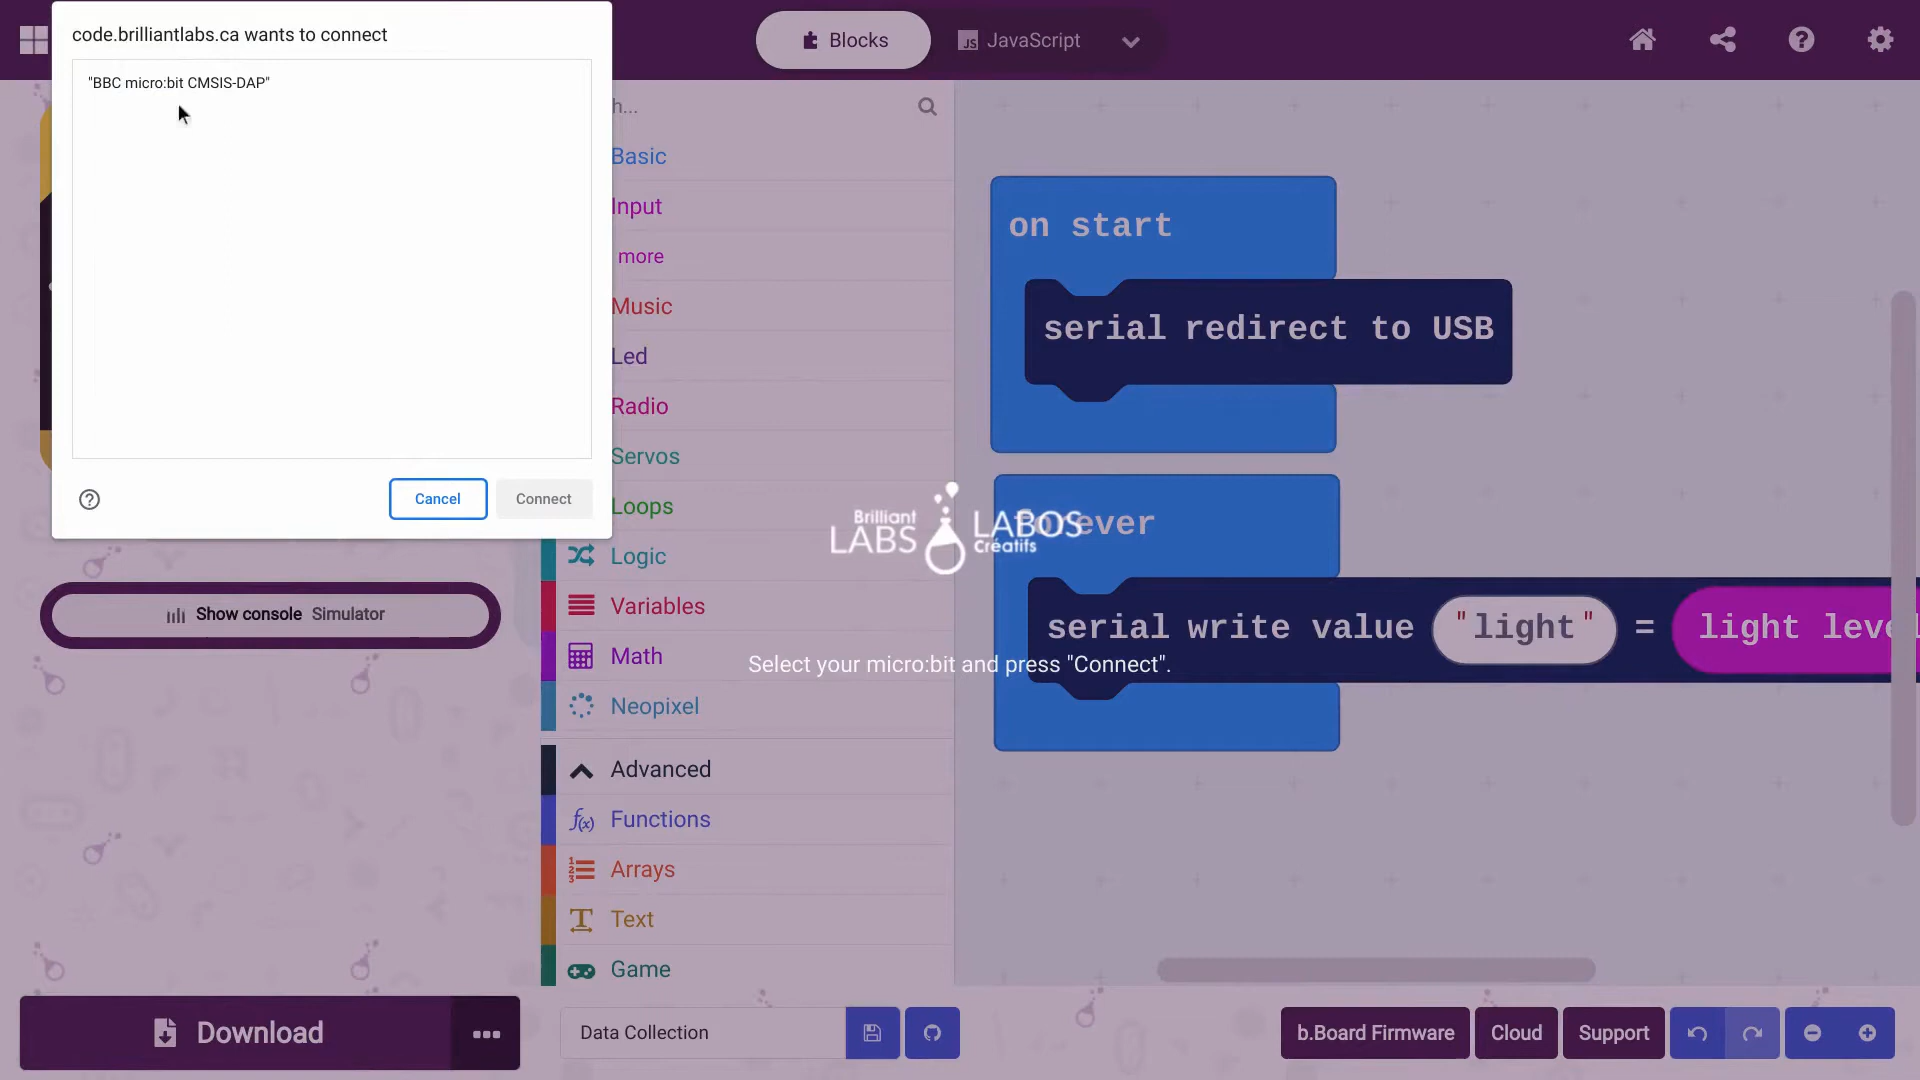 code.brilliantlabs.ca wants to connect
"BBC micro:bit CMSIS-DAP"
Cancel
Connect
Blocks
JS JavaScript
h...
Basic
Input
more
Music
Led
Radio
Servos
Loops
Logic
Variables
Math
Neopixel
Advanced
f(x) Functions
Arrays
Text
Game
on start
serial redirect to USB
forever
serial write value "light" = light level
Brilliant LABS LABOS Créatifs
Select your micro:bit and press "Connect".
Show console Simulator
Download
Data Collection
b.Board Firmware
Cloud
Support